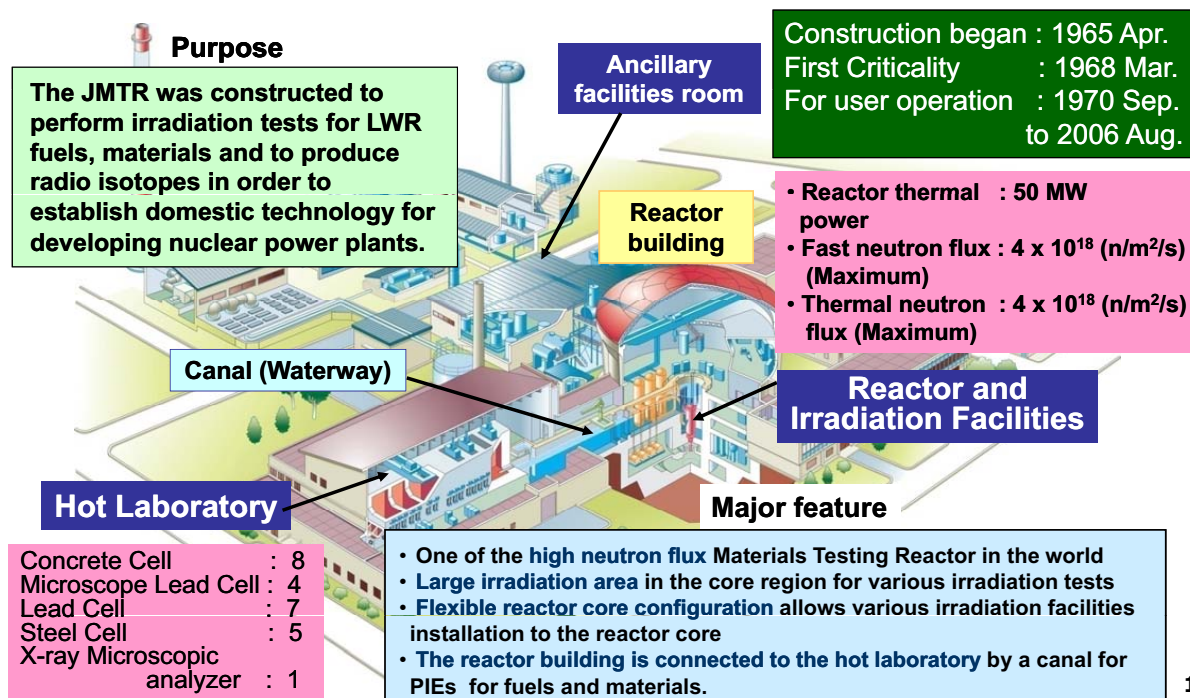 Purpose
The JMTR was constructed to
perform irradiation tests for LWR
fuels, materials and to produce
radio isotopes in order to
establish domestic technology for
developing nuclear power plants.
Ancillary
facilities room
Construction began : 1965 Apr.
First Criticality : 1968 Mar.
For user operation : 1970 Sep.
to 2006 Aug.
Reactor
building
• Reactor thermal : 50 MW
power
• Fast neutron flux : 4 x 10¹⁸ (n/m²/s)
(Maximum)
• Thermal neutron : 4 x 10¹⁸ (n/m²/s)
flux (Maximum)
Canal (Waterway)
Reactor and
Irradiation Facilities
Hot Laboratory
Concrete Cell : 8
Microscope Lead Cell : 4
Lead Cell : 7
Steel Cell : 5
X-ray Microscopic
analyzer : 1
Major feature
• One of the high neutron flux Materials Testing Reactor in the world
• Large irradiation area in the core region for various irradiation tests
• Flexible reactor core configuration allows various irradiation facilities
installation to the reactor core
• The reactor building is connected to the hot laboratory by a canal for
PIEs for fuels and materials.